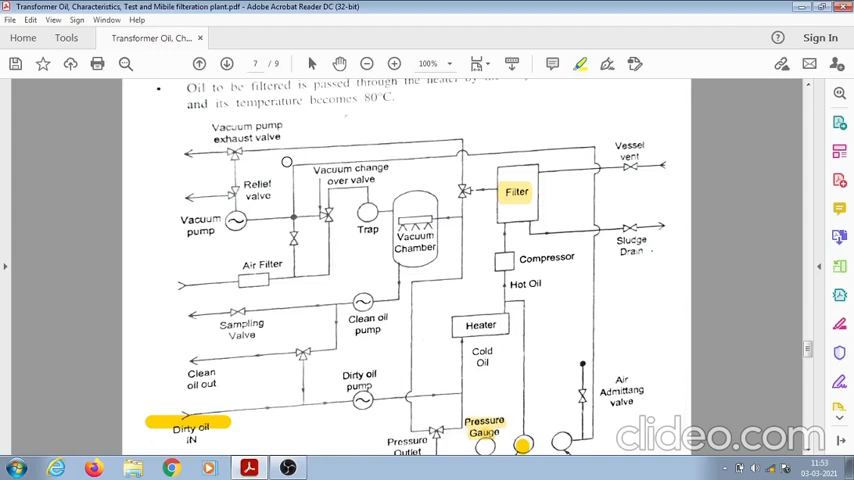 Transformer Oil, Characteristics, Test and Mibile filteration plant.pdf - Adobe Acrobat Reader DC (32-bit)
File Edit View Sign Window Help
Home Tools Transformer Oil, Ch... × Sign In
7 / 9 100%
Oil to be filtered is passed through the heater by
and its temperature becomes 80°C.
Vacuum pump
exhaust valve
Vacuum change
over valve
Vessel
vent
Relief
valve
Filter
Vacuum
pump
Trap
Vacuum
Chamber
Sludge
Drain
Air Filter
Compressor
Hot Oil
Sampling
Valve
Clean oil
pump
Heater
Cold
Oil
Clean
oil out
Dirty oil
pump
Air
Admittang
valve
Dirty oil
IN
Pressure
Gauge
Pressure
Outlet
clideo.com
11:53
03-03-2021